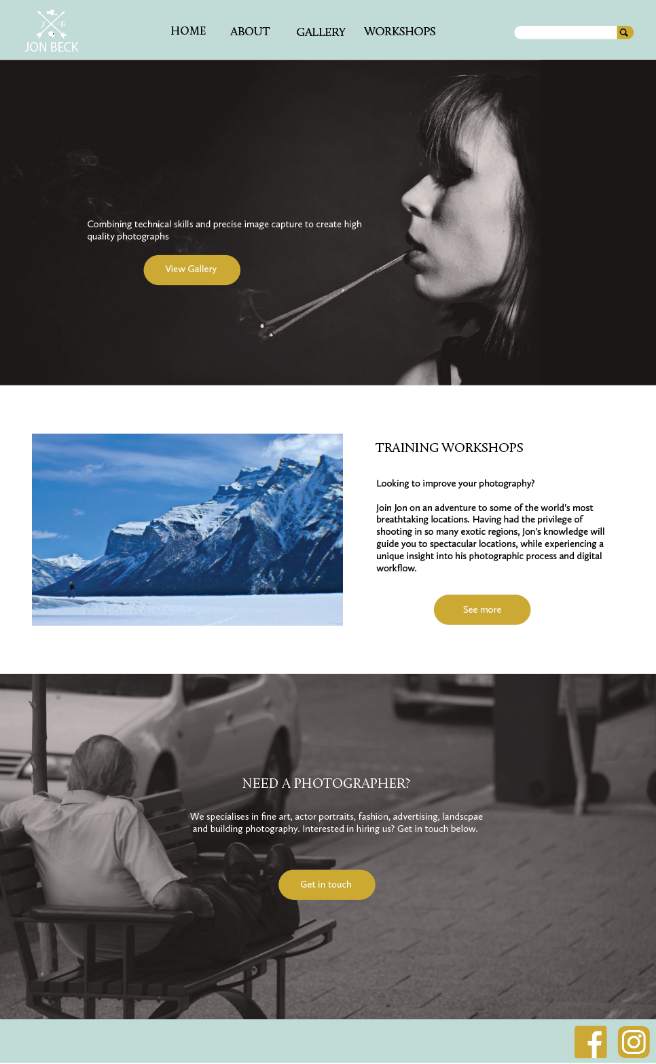 JON BECK
HOME ABOUT GALLERY WORKSHOPS
Combining technical skills and precise image capture to create high
quality photographs
View Gallery
TRAINING WORKSHOPS
Looking to improve your photography?
Join Jon on an adventure to some of the world's most
breathtaking locations. Having had the privilege of
shooting in so many exotic regions, Jon's knowledge will
guide you to spectacular locations, while experiencing a
unique insight into his photographic process and digital
workflow.
See more
NEED A PHOTOGRAPHER?
We specialises in fine art, actor portraits, fashion, advertising, landscpae
and building photography. Interested in hiring us? Get in touch below.
Get in touch